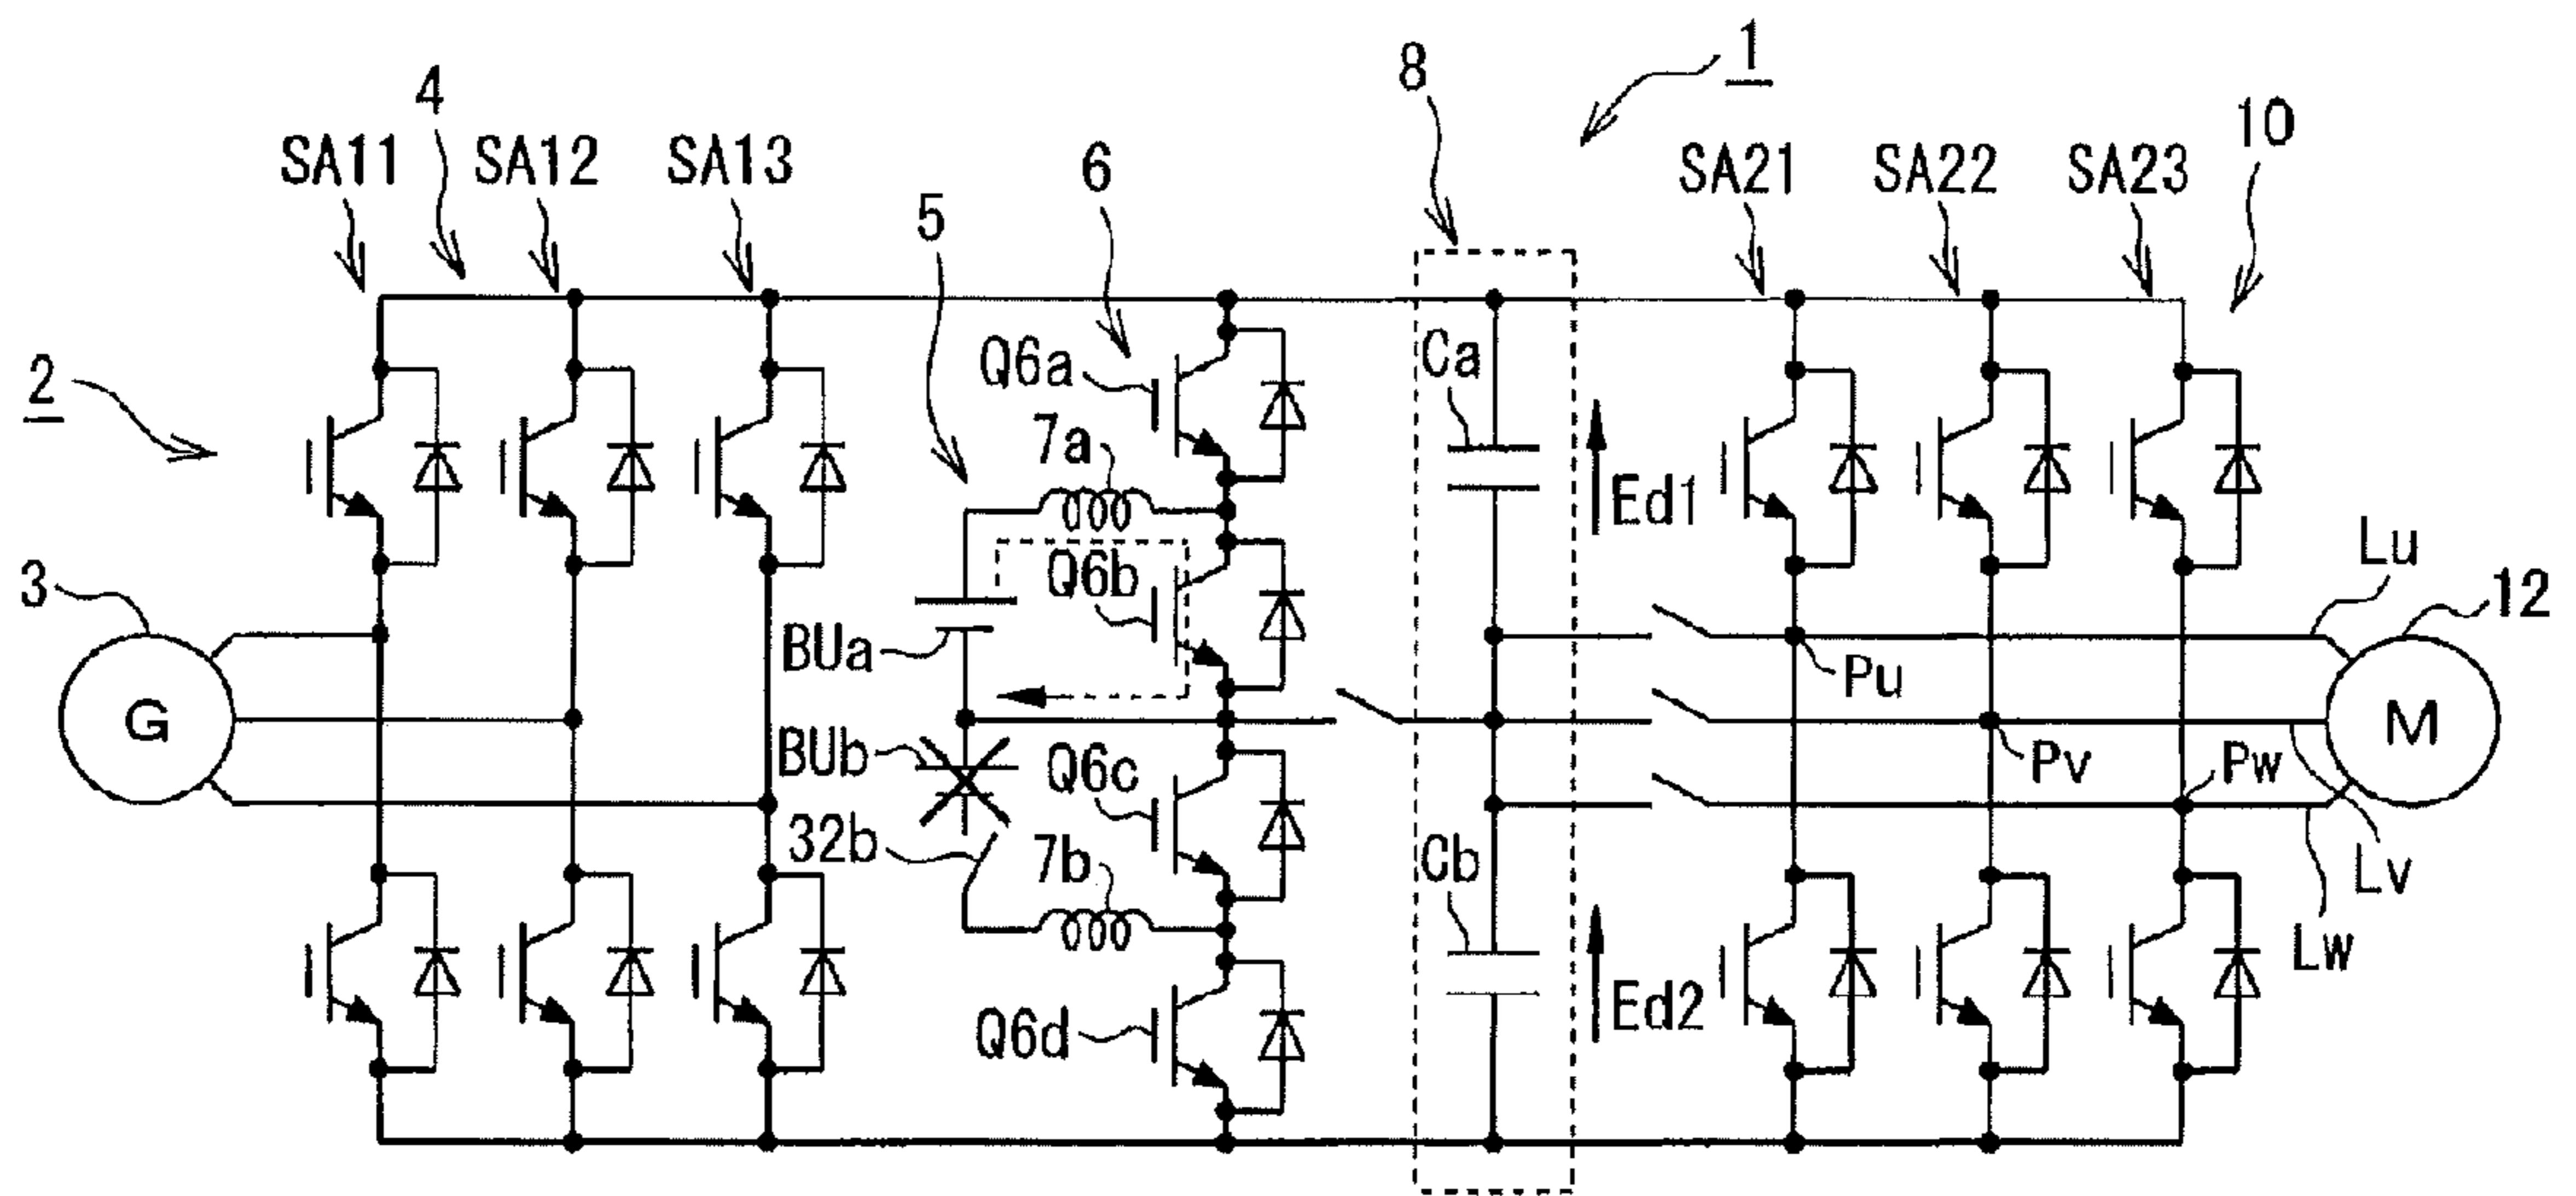 1
8
4
10
SA11
SA12
SA13
6
SA21
SA22
SA23
5
Q6a
Ca
2
7a
Ed1
Lu
3
Q6b
12
BUa
Pu
G
M
BUb
Q6c
Pv
Pw
32b
7b
Cb
Lv
Lw
Q6d
Ed2